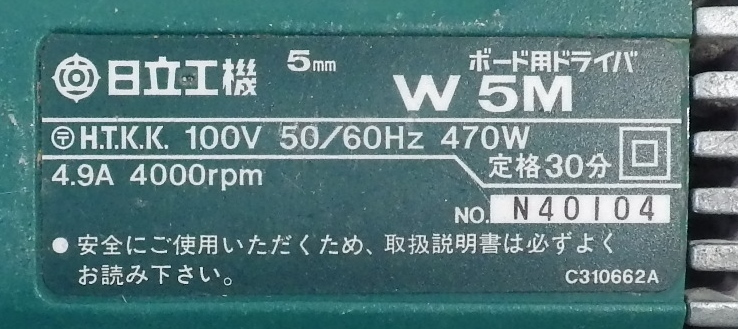 日立工機 5mm ボード用ドライバ
W 5M
〒 H.T.K.K. 100V 50/60Hz 470W
4.9A 4000rpm 定格30分
NO. N40104
● 安全にご使用いただくため、取扱説明書は必ずよく
お読み下さい。 C310662A